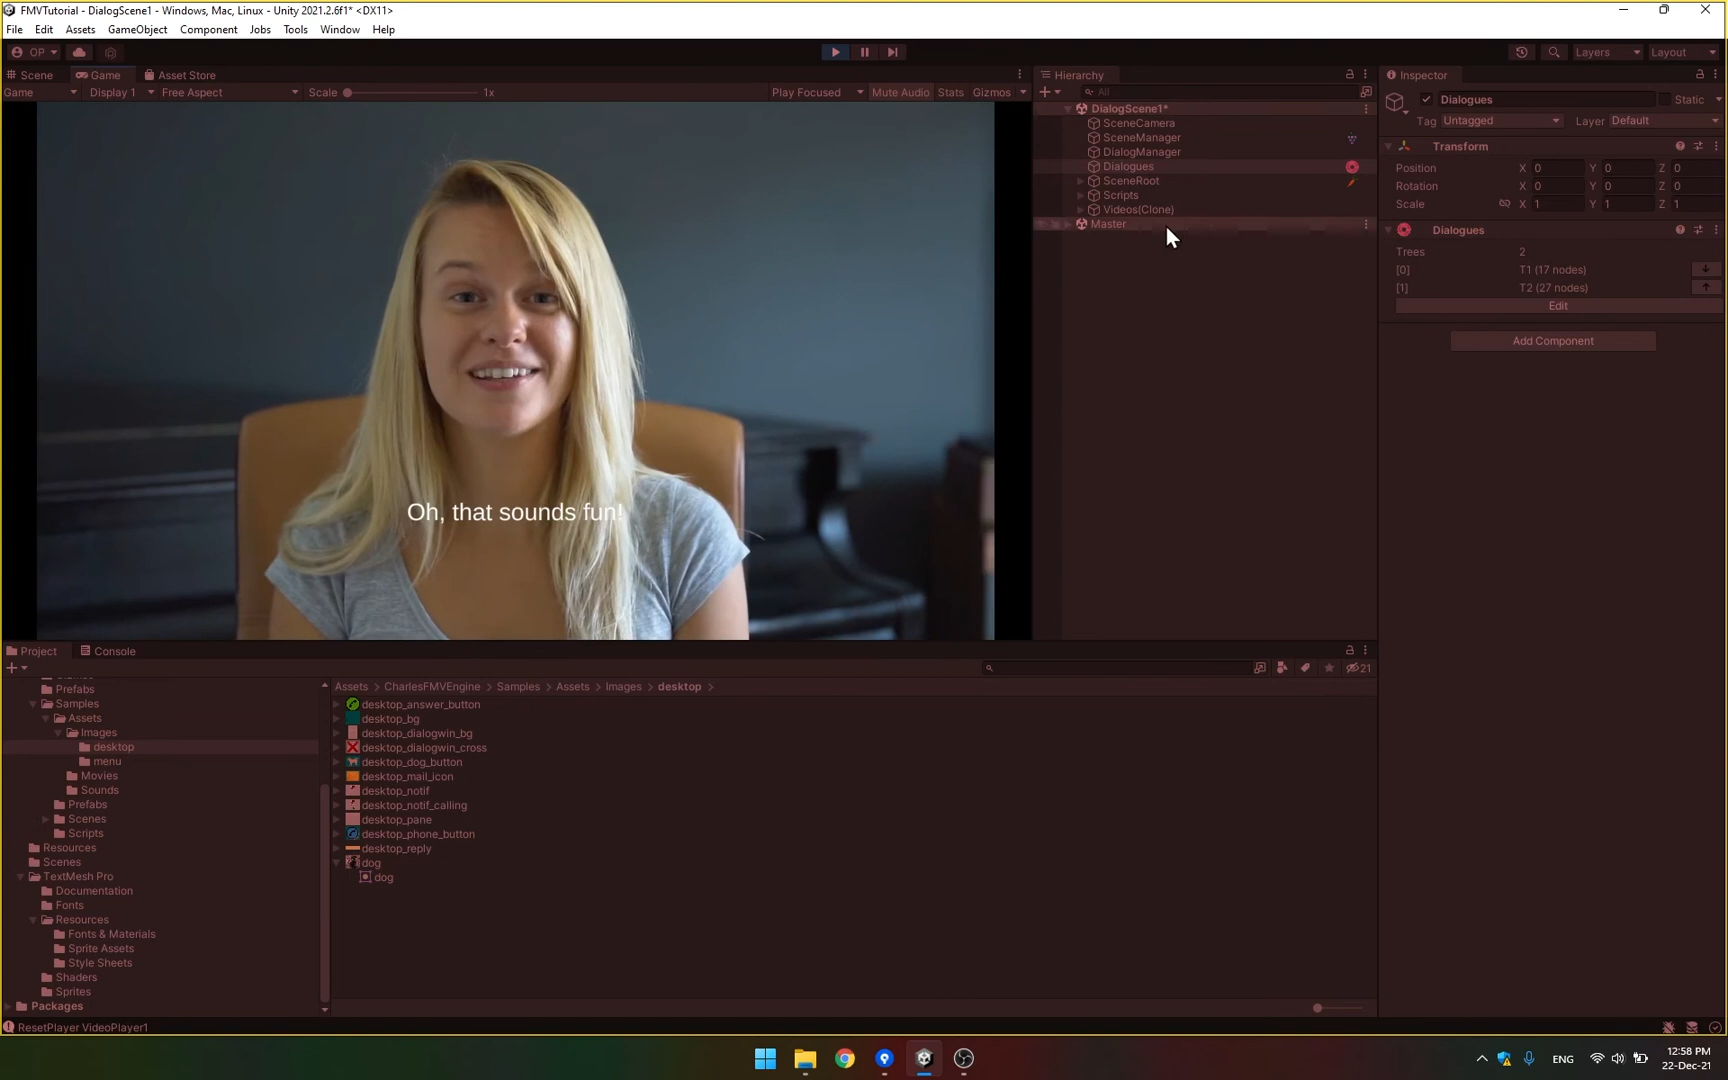 FMVTutorial - DialogScene1 - Windows, Mac, Linux - Unity 2021.2.6f1* <DX11>
File Edit Assets GameObject Component Jobs Tools Window Help
OP Layers Layout
Scene Game Asset Store
Game Display 1 Free Aspect Scale 1x Play Focused Mute Audio Stats Gizmos
Oh, that sounds fun!
Hierarchy
All
DialogScene1*
SceneCamera
SceneManager
DialogManager
Dialogues
SceneRoot
Scripts
Videos(Clone)
Master
Inspector
Dialogues Static
Tag Untagged Layer Default
Transform
Position X 0 Y 0 Z 0
Rotation X 0 Y 0 Z 0
Scale X 1 Y 1 Z 1
Dialogues
Trees 2
[0] T1 (17 nodes)
[1] T2 (27 nodes)
Edit
Add Component
Project Console
21
Prefabs
Samples
Assets
Images
desktop
menu
Movies
Sounds
Prefabs
Scenes
Scripts
Resources
Scenes
TextMesh Pro
Documentation
Fonts
Resources
Fonts & Materials
Sprite Assets
Style Sheets
Shaders
Sprites
Packages
Assets > CharlesFMVEngine > Samples > Assets > Images > desktop >
desktop_answer_button
desktop_bg
desktop_dialogwin_bg
desktop_dialogwin_cross
desktop_dog_button
desktop_mail_icon
desktop_notif
desktop_notif_calling
desktop_pane
desktop_phone_button
desktop_reply
dog
dog
ResetPlayer VideoPlayer1
ENG
12:58 PM
22-Dec-21